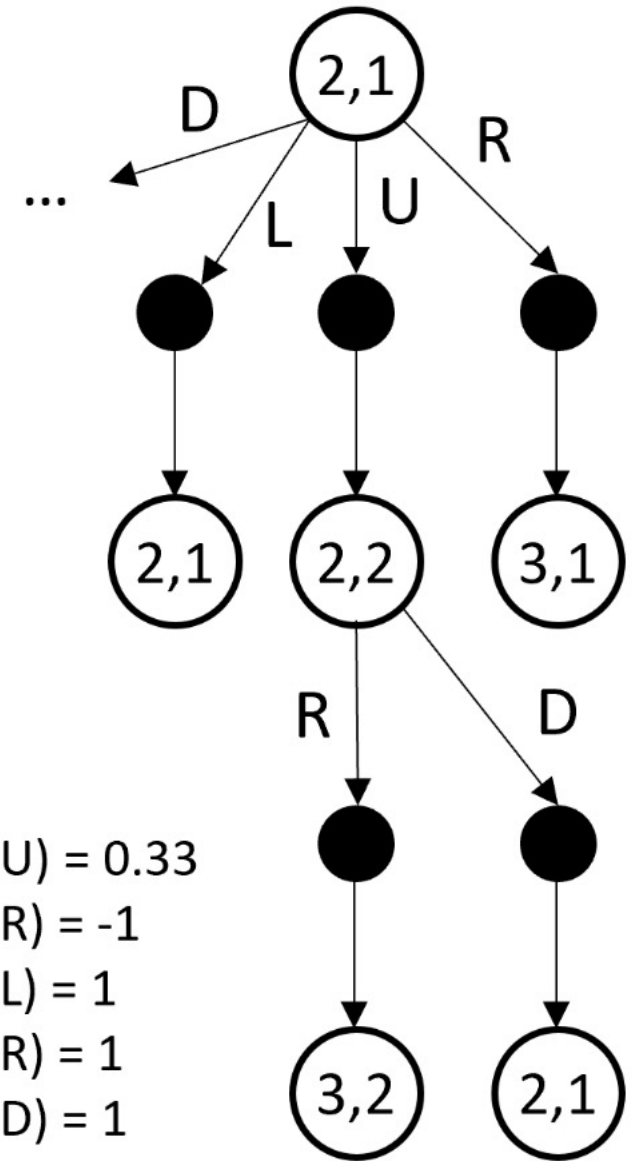 2,1
D
R
...
L
U
2,1
2,2
3,1
R
D
U) = 0.33
R) = -1
L) = 1
R) = 1
D) = 1
3,2
2,1